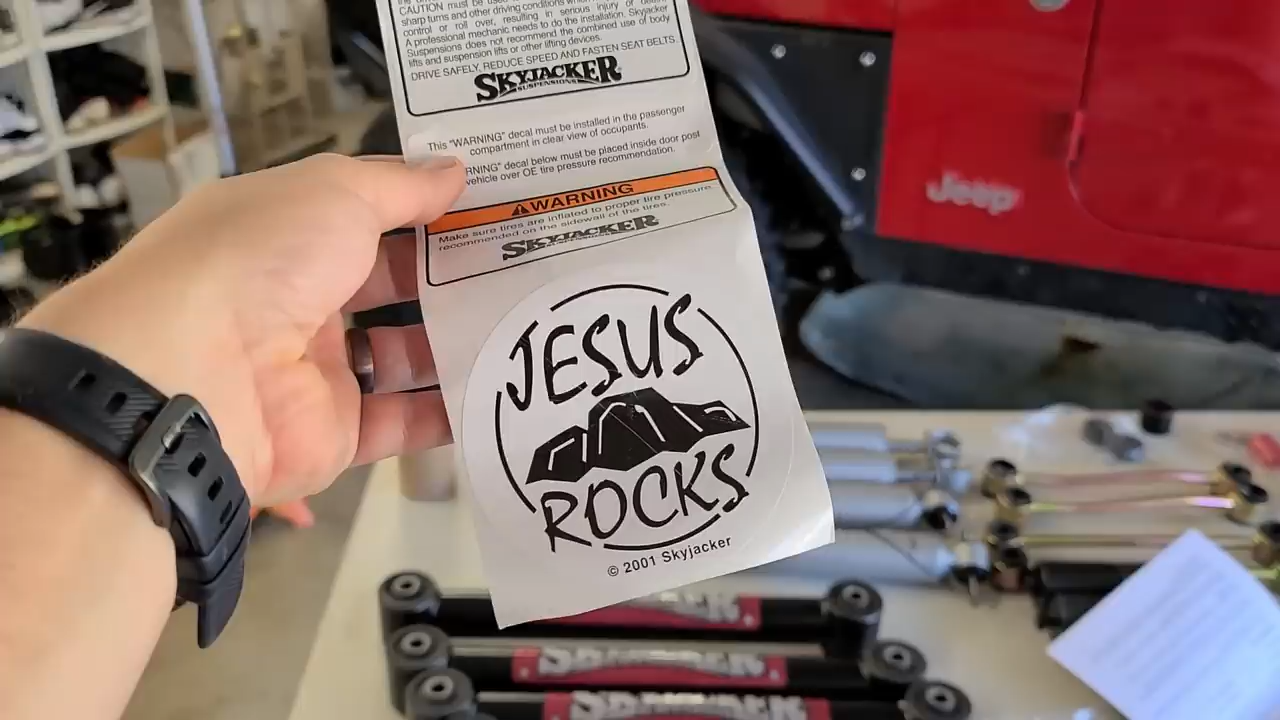 CAUTION must be used
sharp turns and other driving conditions
control or roll over, resulting in serious injury or
A professional mechanic needs to do the installation. Skyjacker
Suspensions does not recommend the combined use of body
lifts and suspension lifts or other lifting devices.
DRIVE SAFELY, REDUCE SPEED AND FASTEN SEAT BELTS.
SKYJACKER
SUSPENSIONS
This "WARNING" decal must be installed in the passenger
compartment in clear view of occupants.
RNING" decal below must be placed inside door post
vehicle over OE tire pressure recommendation.
WARNING
Make sure tires are inflated to proper tire pressure
recommended on the sidewall of the tires.
SKYJACKER
JESUS
ROCKS
© 2001 Skyjacker
Jeep